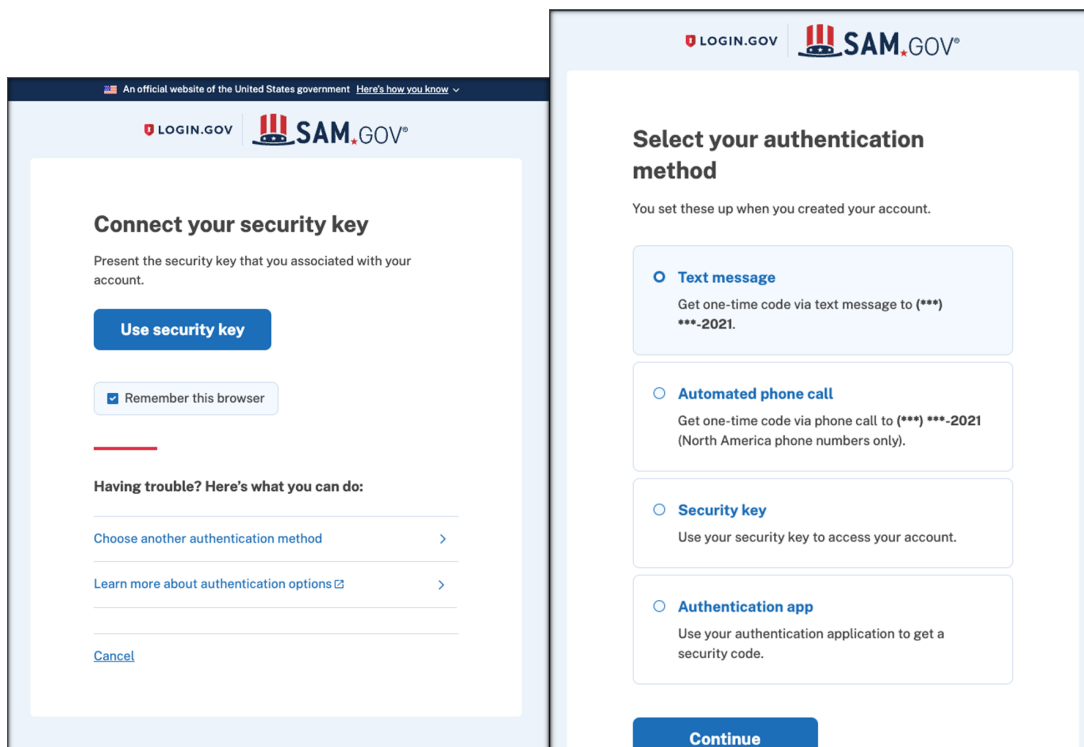 An official website of the United States government Here's how you know
LOGIN.GOV SAM.GOV®
Connect your security key
Present the security key that you associated with your
account.
Use security key
Remember this browser
Having trouble? Here's what you can do:
Choose another authentication method
Learn more about authentication options
Cancel
LOGIN.GOV SAM.GOV®
Select your authentication
method
You set these up when you created your account.
Text message
Get one-time code via text message to (***)
***-2021.
Automated phone call
Get one-time code via phone call to (***) ***-2021
(North America phone numbers only).
Security key
Use your security key to access your account.
Authentication app
Use your authentication application to get a
security code.
Continue